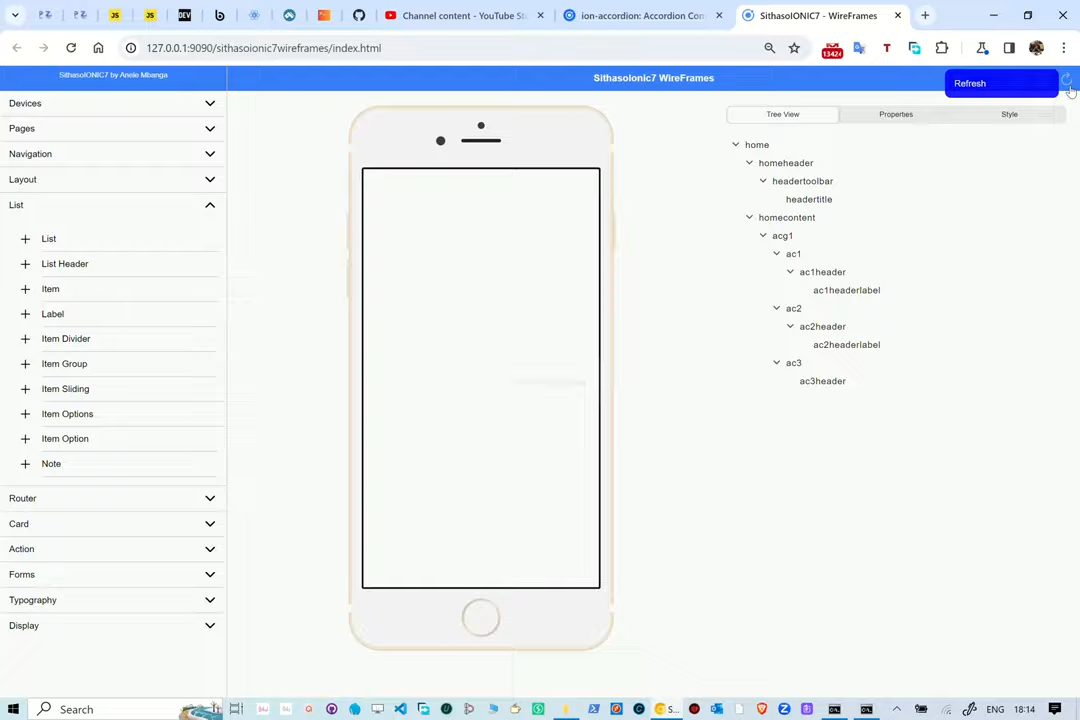 Channel content - YouTube Stu
ion-accordion: Accordion Com
SithasoIONIC7 - WireFrames
127.0.0.1:9090/sithasoionic7wireframes/index.html
13424
SithasoIONIC7 by Anele Mbanga
SithasoIonic7 WireFrames
Refresh
Devices
Pages
Navigation
Layout
List
List
List Header
Item
Label
Item Divider
Item Group
Item Sliding
Item Options
Item Option
Note
Router
Card
Action
Forms
Typography
Display
Tree View
Properties
Style
home
homeheader
headertoolbar
headertitle
homecontent
acg1
ac1
ac1header
ac1headerlabel
ac2
ac2header
ac2headerlabel
ac3
ac3header
Search
ENG
18:14